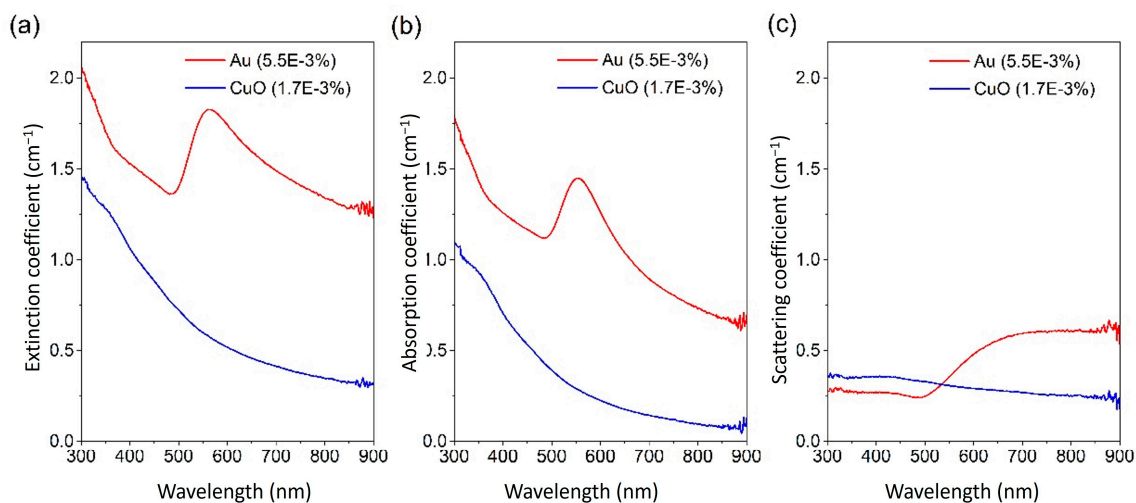 (a)
Au (5.5E-3%)
CuO (1.7E-3%)
Extinction coefficient (cm⁻¹)
2.0
1.5
1.0
0.5
0.0
300 400 500 600 700 800 900
Wavelength (nm)
(b)
Au (5.5E-3%)
CuO (1.7E-3%)
Absorption coefficient (cm⁻¹)
2.0
1.5
1.0
3.5
0.0
300 400 500 600 700 800 900
Wavelength (nm)
(c)
Au (5.5E-3%)
CuO (1.7E-3%)
Scattering coefficient (cm⁻¹)
2.0
1.5
1.0
0.5
0.0
300 400 500 600 700 800 900
Wavelength (nm)